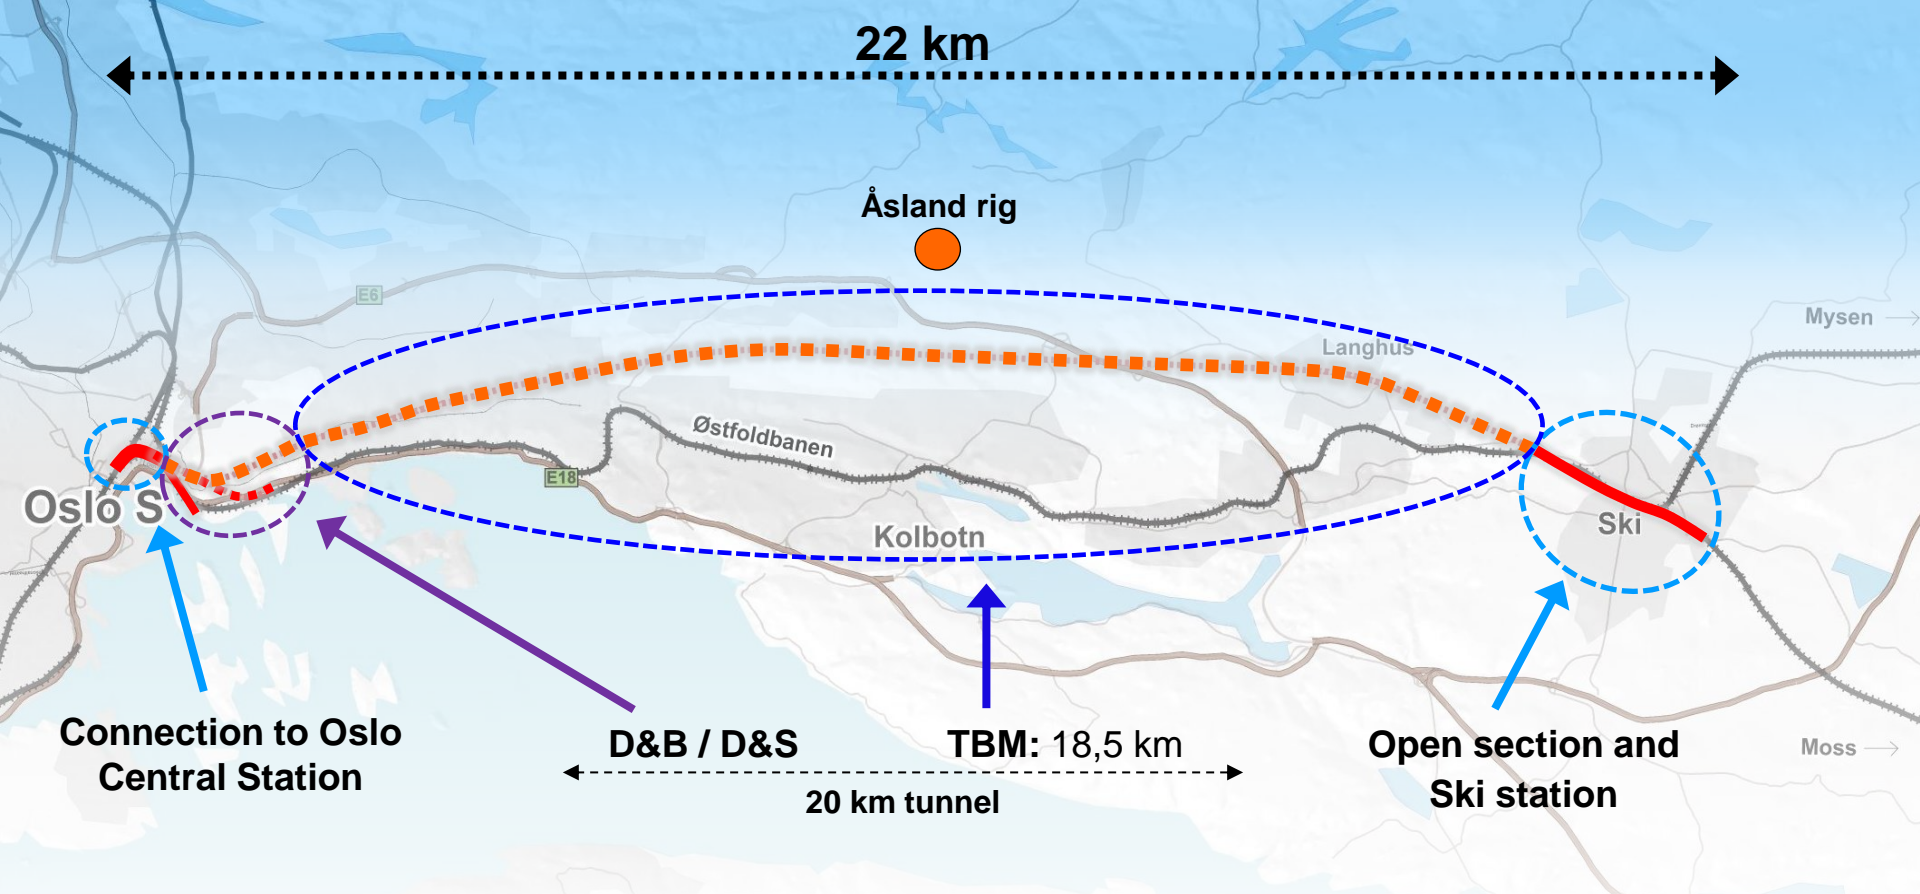 22 km
Åsland rig
E6
Mysen
Langhus
Østfoldbanen
E18
Oslo S
Kolbotn
Ski
Connection to Oslo
Central Station
D&B / D&S
TBM: 18,5 km
20 km tunnel
Open section and
Ski station
Moss